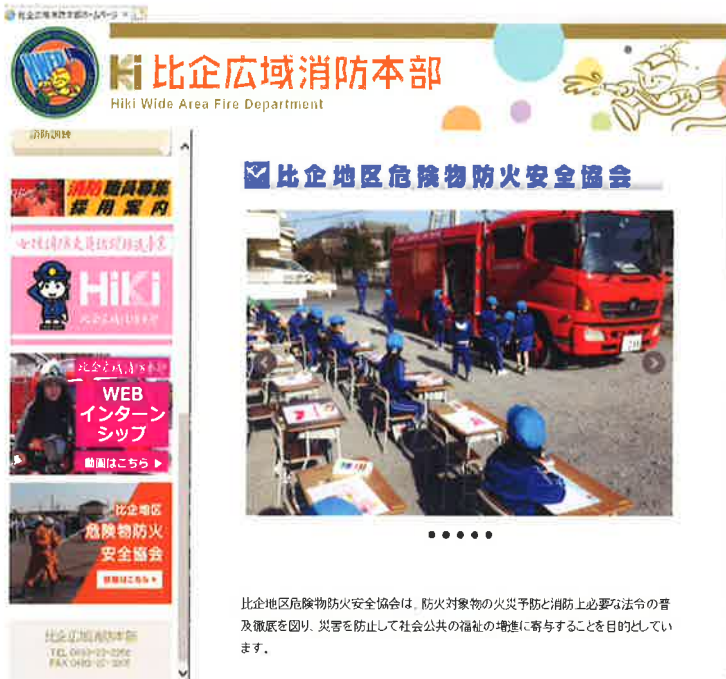 比企広域消防本部ホームページ
Ki 比企広域消防本部
Hiki Wide Area Fire Department
消防訓練
消防 職員募集
採用案内
HiKi
比企広域消防本部
WEB
インターン
シップ
動画はこちら ▶
比企地区
危険物防火
安全協会
詳細はこちら ▶
比企広域消防本部
比企地区危険物防火安全協会
比企地区危険物防火安全協会は、防火対象物の火災予防と消防上必要な法令の普
及徹底を図り、災害を防止して社会公共の福祉の増進に寄与することを目的としてい
ます。